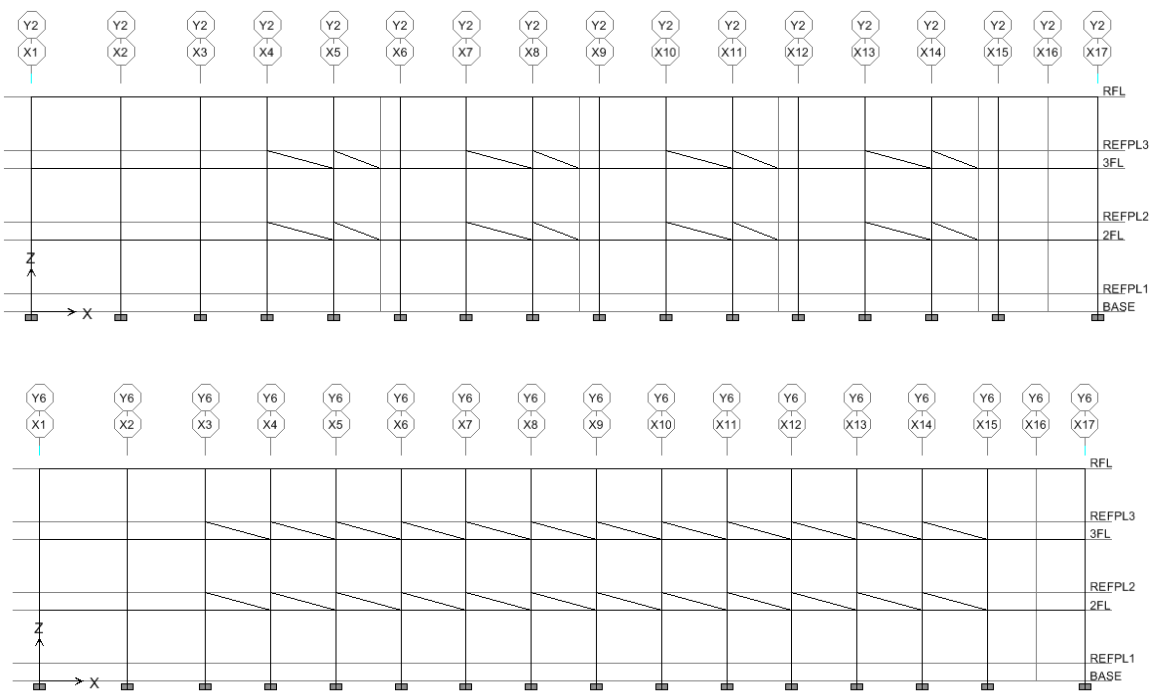 Y2 Y2 Y2 Y2 Y2 Y2 Y2 Y2 Y2 Y2 Y2 Y2 Y2 Y2 Y2 Y2 Y2
X1 X2 X3 X4 X5 X6 X7 X8 X9 X10 X11 X12 X13 X14 X15 X16 X17
RFL
REFPL3
3FL
REFPL2
2FL
Z
REFPL1
BASE
X
Y6 Y6 Y6 Y6 Y6 Y6 Y6 Y6 Y6 Y6 Y6 Y6 Y6 Y6 Y6 Y6 Y6
X1 X2 X3 X4 X5 X6 X7 X8 X9 X10 X11 X12 X13 X14 X15 X16 X17
RFL
REFPL3
3FL
REFPL2
2FL
Z
REFPL1
BASE
X